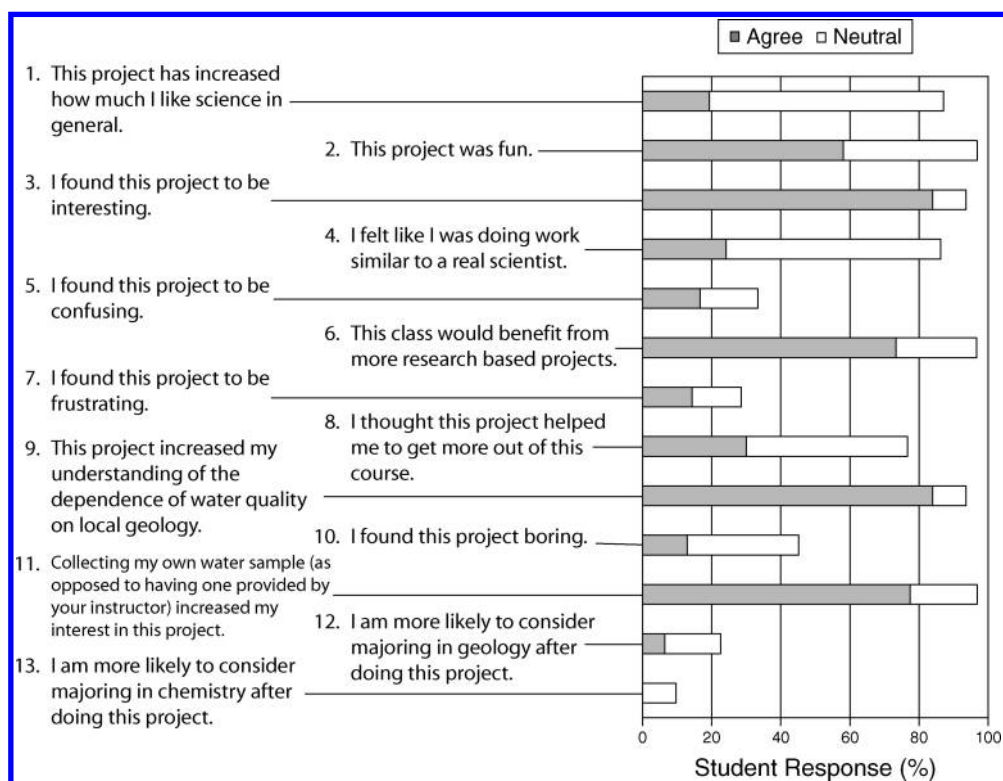 Agree Neutral
1. This project has increased
how much I like science in
general.
2. This project was fun.
3. I found this project to be
interesting.
4. I felt like I was doing work
similar to a real scientist.
5. I found this project to be
confusing.
6. This class would benefit from
more research based projects.
7. I found this project to be
frustrating.
8. I thought this project helped
me to get more out of this
course.
9. This project increased my
understanding of the
dependence of water quality
on local geology.
10. I found this project boring.
11. Collecting my own water sample (as
opposed to having one provided by
your instructor) increased my
interest in this project.
12. I am more likely to consider
majoring in geology after
doing this project.
13. I am more likely to consider
majoring in chemistry after
doing this project.
0 20 40 60 80 100
Student Response (%)